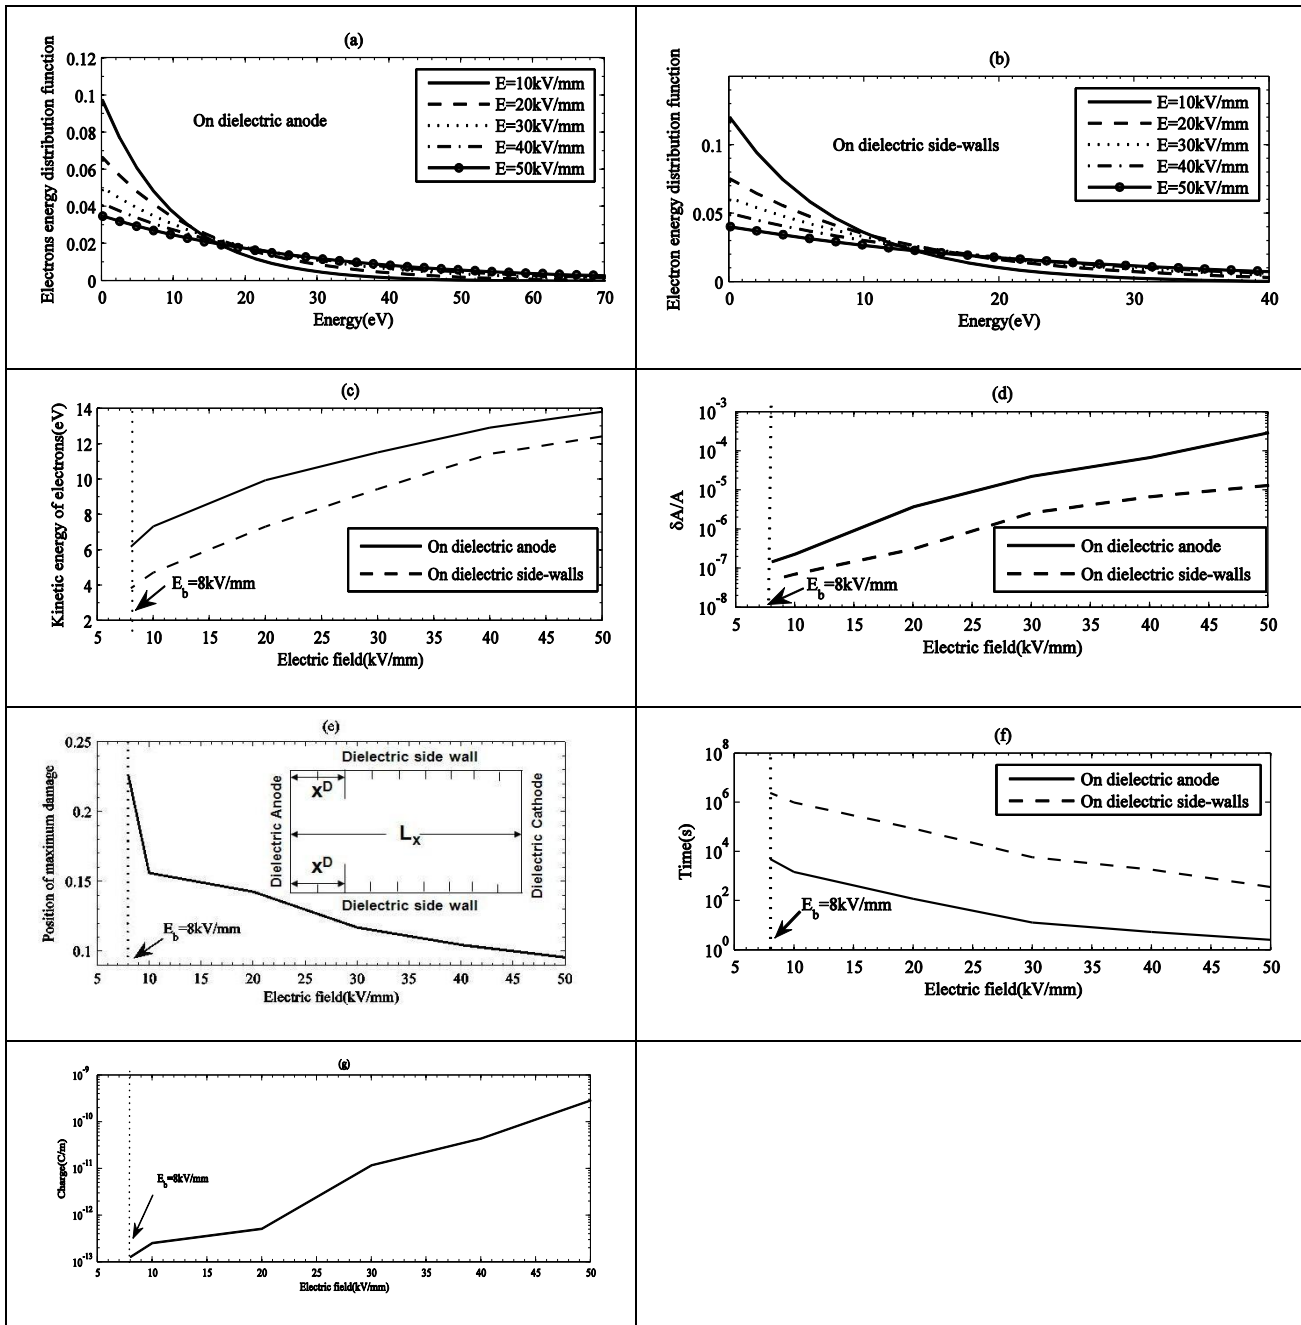 (a)
Electrons energy distribution function
0.12
0.1
0.08
0.06
0.04
0.02
0
On dielectric anode
E=10kV/mm
E=20kV/mm
E=30kV/mm
E=40kV/mm
E=50kV/mm
0 10 20 30 40 50 60 70
Energy(eV)
(b)
Electron energy distribution function
0.1
0.05
0
On dielectric side-walls
E=10kV/mm
E=20kV/mm
E=30kV/mm
E=40kV/mm
E=50kV/mm
0 10 20 30 40
Energy(eV)
(c)
Kinetic energy of electrons(eV)
14
12
10
8
6
4
2
On dielectric anode
On dielectric side-walls
E_b=8kV/mm
5 10 15 20 25 30 35 40 45 50
Electric field(kV/mm)
(d)
δA/A
10^-3
10^-4
10^-5
10^-6
10^-7
10^-8
On dielectric anode
On dielectric side-walls
E_b=8kV/mm
5 10 15 20 25 30 35 40 45 50
Electric field(kV/mm)
(e)
Position of maximum damage
0.25
0.2
0.15
0.1
Dielectric side wall
Dielectric Anode
x^D
L_x
x^D
Dielectric Cathode
Dielectric side wall
E_b=8kV/mm
5 10 15 20 25 30 35 40 45 50
Electric field(kV/mm)
(f)
Time(s)
10^8
10^6
10^4
10^2
10^0
On dielectric anode
On dielectric side-walls
E_b=8kV/mm
5 10 15 20 25 30 35 40 45 50
Electric field(kV/mm)
(g)
Charge(C/m)
10^-9
10^-10
10^-11
10^-12
10^-13
E_b=8kV/mm
5 10 15 20 25 30 35 40 45 50
Electric field(kV/mm)